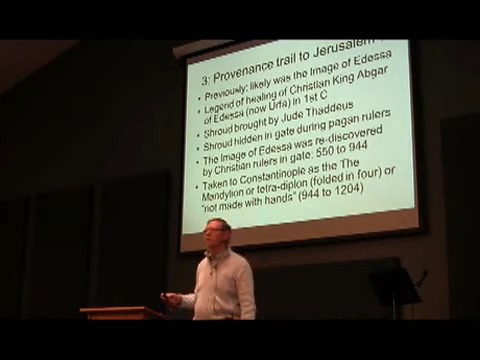 3: Provenance trail to Jerusalem
• Previously: likely was the Image of Edessa
• Legend of healing of Christian King Abgar
of Edessa (now Urfa) in 1st C
• Shroud brought by Jude Thaddeus
• Shroud hidden in gate during pagan rulers
• The Image of Edessa was re-discovered
by Christian rulers in gate: 550 to 944
• Taken to Constantinople as the The
Mandylion or tetra-diplon (folded in four) or
"not made with hands" (944 to 1204)